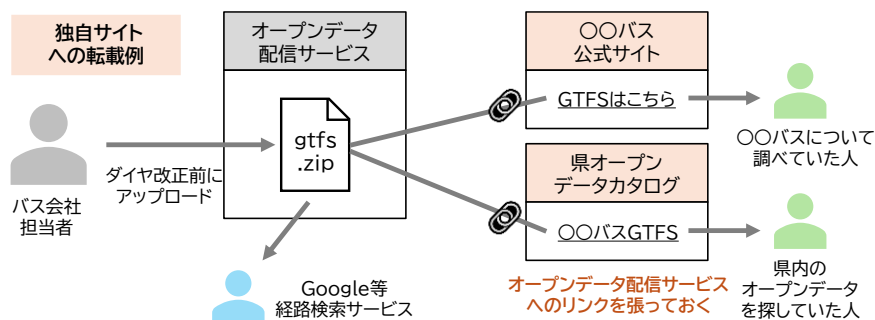 独自サイト
への転載例
オープンデータ
配信サービス
gtfs
.zip
バス会社
担当者
ダイヤ改正前に
アップロード
Google等
経路検索サービス
〇〇バス
公式サイト
GTFSはこちら
〇〇バスについて
調べていた人
県オープン
データカタログ
〇〇バスGTFS
オープンデータ配信サービス
へのリンクを張っておく
県内の
オープンデータ
を探していた人